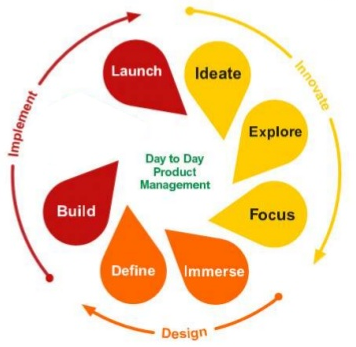 Launch
Ideate
Explore
Focus
Immerse
Define
Build
Day to Day
Product
Management
Innovate
Design
Implement